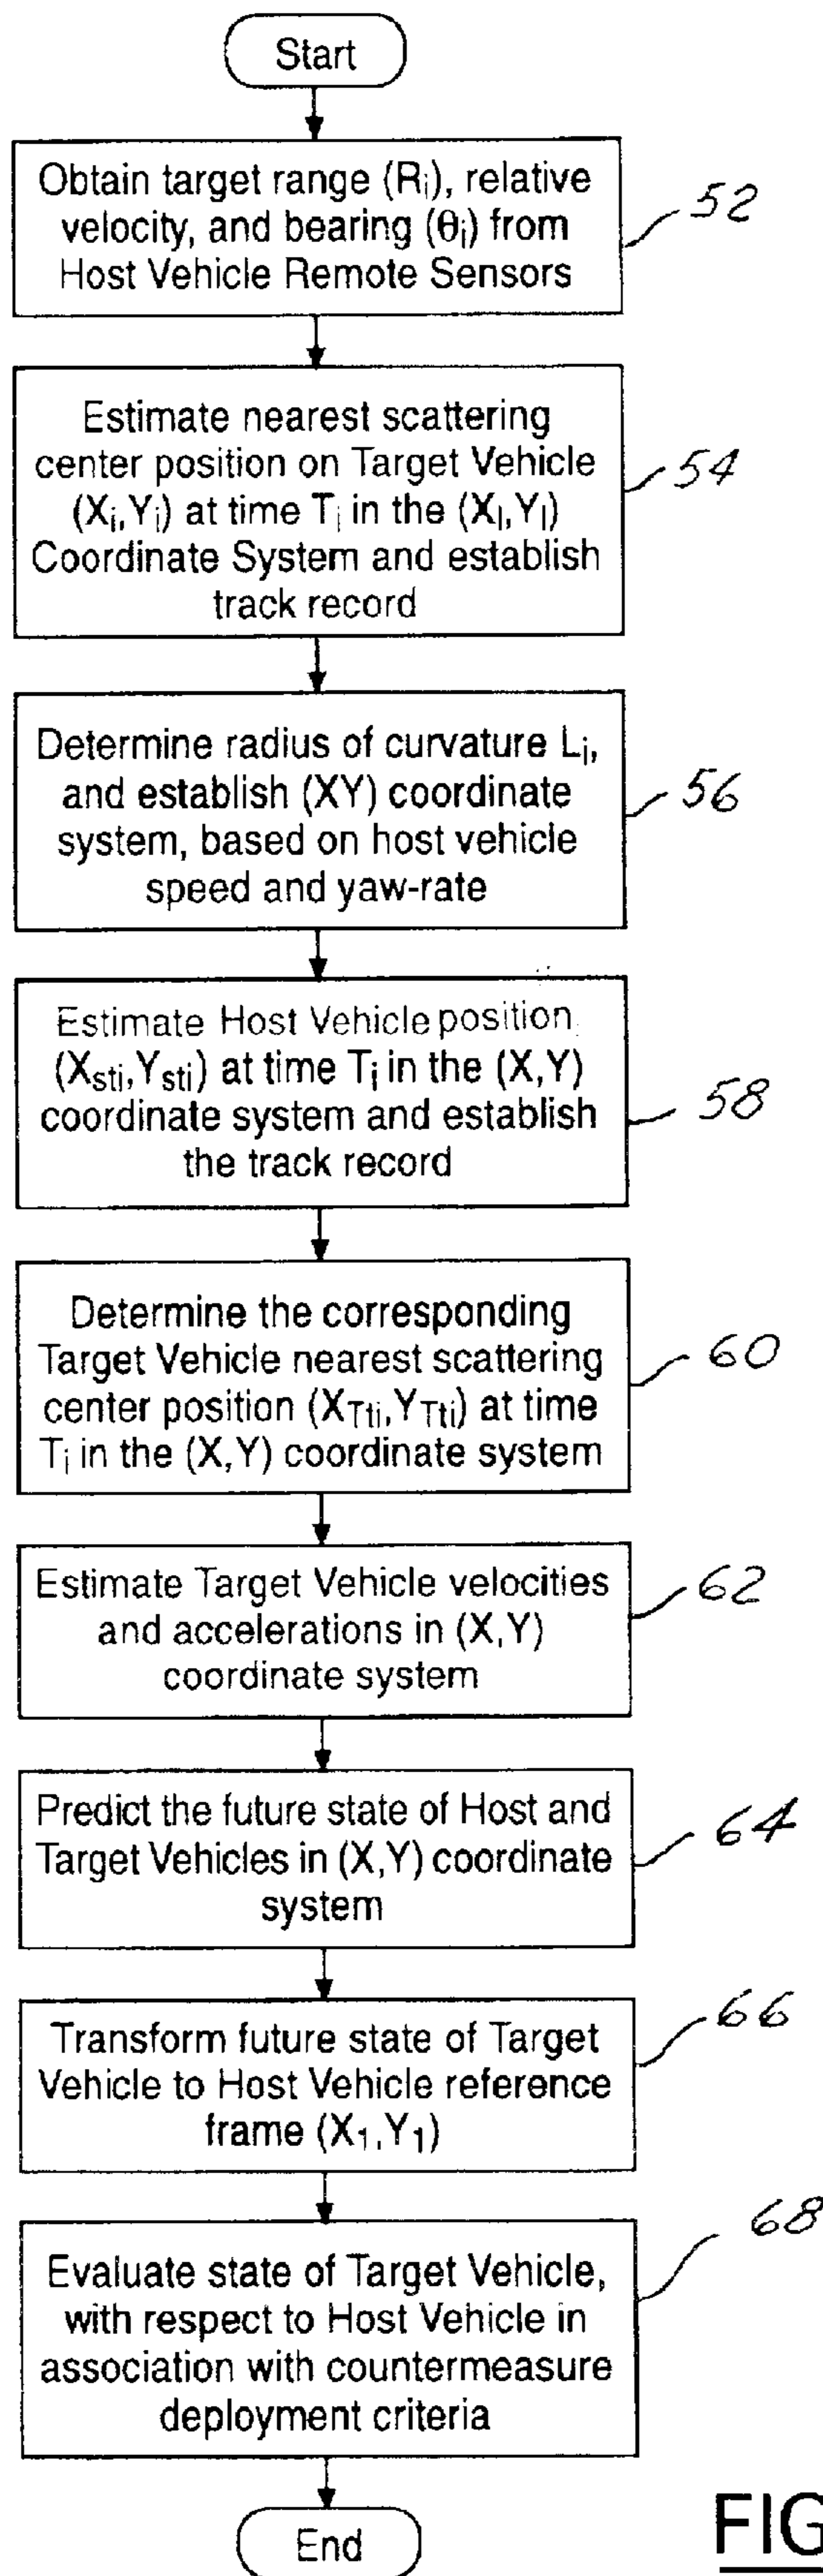 Start
Obtain target range (Rᵢ), relative
velocity, and bearing (θᵢ) from
Host Vehicle Remote Sensors
52
Estimate nearest scattering
center position on Target Vehicle
(Xᵢ,Yᵢ) at time Tᵢ in the (X_I,Y_I)
Coordinate System and establish
track record
54
Determine radius of curvature Lᵢ,
and establish (XY) coordinate
system, based on host vehicle
speed and yaw-rate
56
Estimate Host Vehicle position
(X_sti,Y_sti) at time Tᵢ in the (X,Y)
coordinate system and establish
the track record
58
Determine the corresponding
Target Vehicle nearest scattering
center position (X_Tti,Y_Tti) at time
Tᵢ in the (X,Y) coordinate system
60
Estimate Target Vehicle velocities
and accelerations in (X,Y)
coordinate system
62
Predict the future state of Host and
Target Vehicles in (X,Y) coordinate
system
64
Transform future state of Target
Vehicle to Host Vehicle reference
frame (X₁,Y₁)
66
Evaluate state of Target Vehicle,
with respect to Host Vehicle in
association with countermeasure
deployment criteria
68
End
FIG